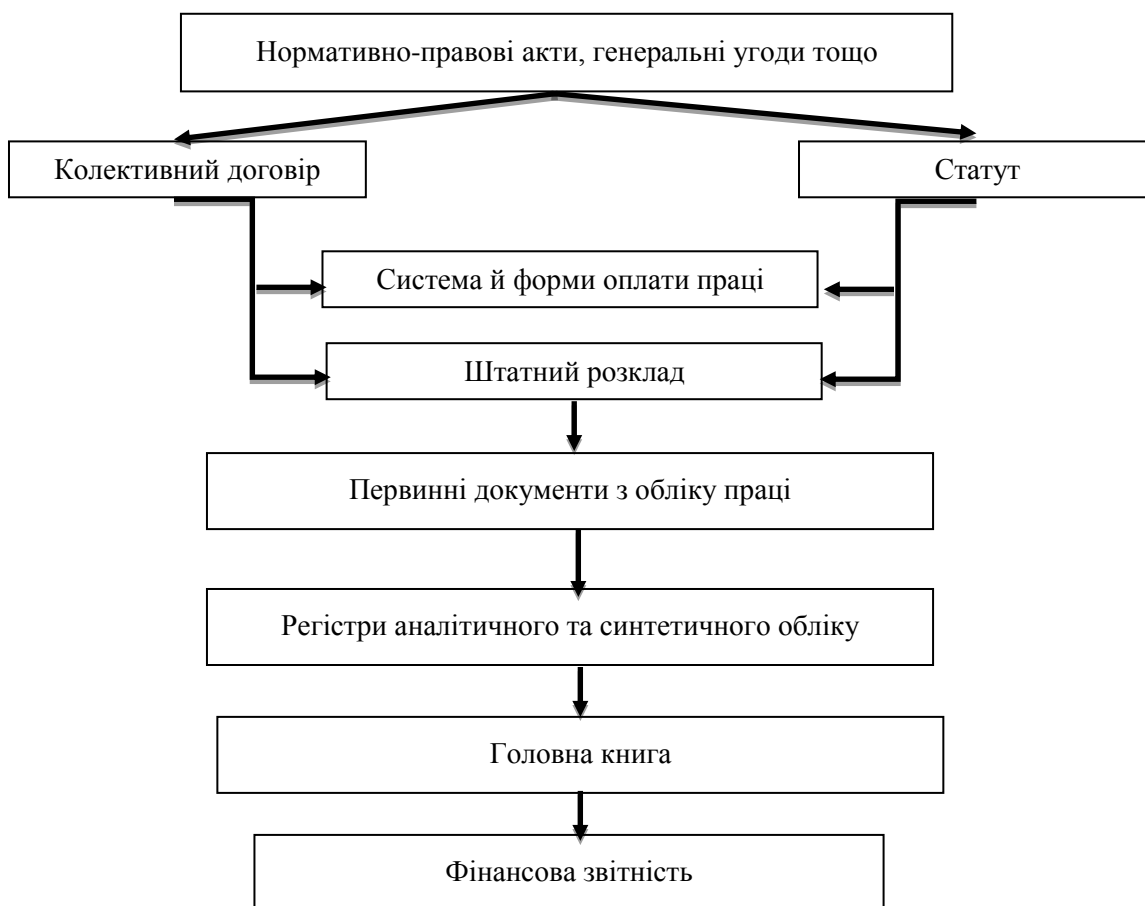 Нормативно-правові акти, генеральні угоди тощо
Колективний договір
Статут
Система й форми оплати праці
Штатний розклад
Первинні документи з обліку праці
Регістри аналітичного та синтетичного обліку
Головна книга
Фінансова звітність